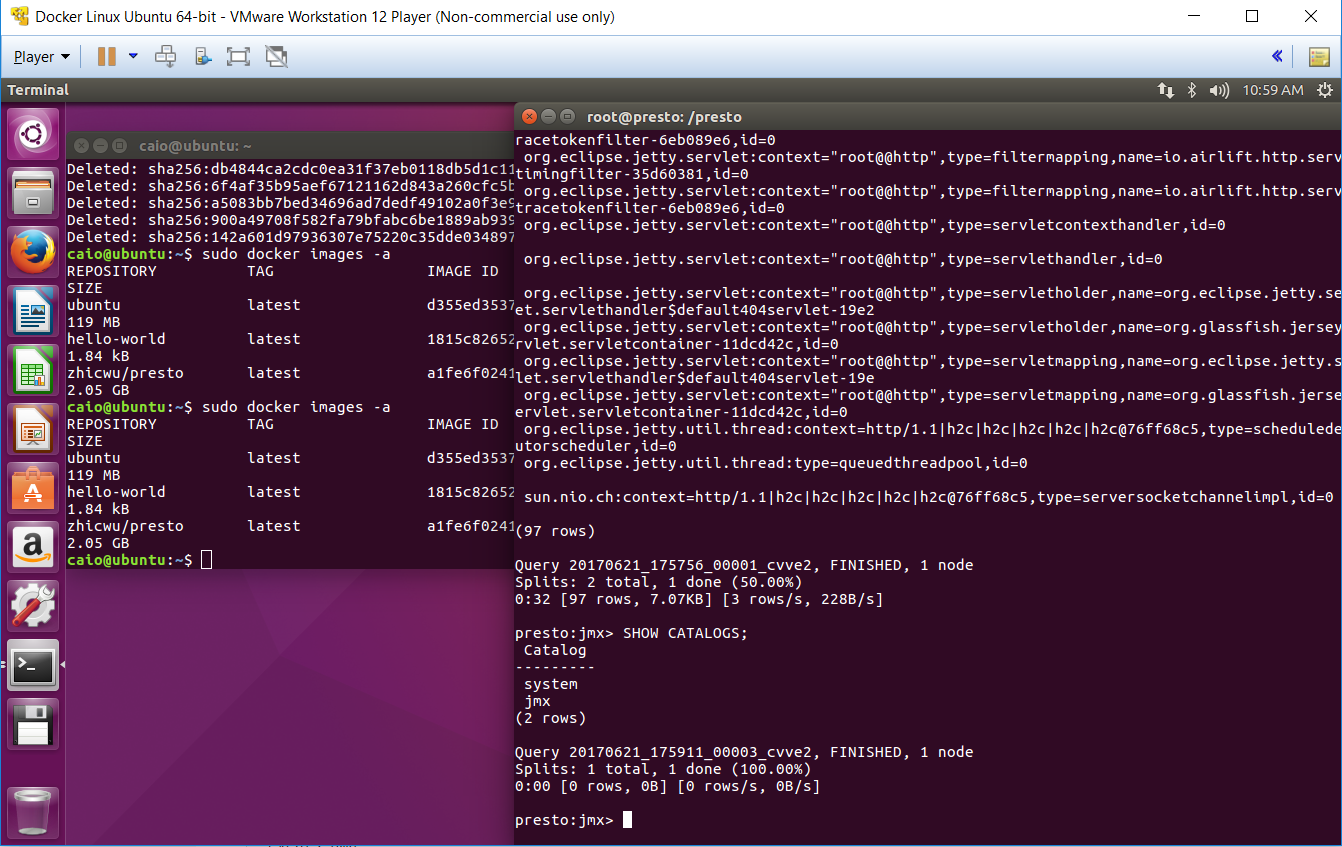 Docker Linux Ubuntu 64-bit - VMware Workstation 12 Player (Non-commercial use only)
Player
Terminal
10:59 AM
caio@ubuntu: ~
Deleted: sha256:db4844ca2cdc0ea31f37eb0118db5d1c11
Deleted: sha256:6f4af35b95aef67121162d843a260cfc5b
Deleted: sha256:a5083bb7bed34696ad7dedf49102a0f3e9
Deleted: sha256:900a49708f582fa79bfabc6be1889ab939
Deleted: sha256:142a601d97936307e75220c35dde034897
caio@ubuntu:~$ sudo docker images -a
REPOSITORY TAG IMAGE ID
SIZE
ubuntu latest d355ed3537
119 MB
hello-world latest 1815c82652
1.84 kB
zhicwu/presto latest a1fe6f0241
2.05 GB
caio@ubuntu:~$ sudo docker images -a
REPOSITORY TAG IMAGE ID
SIZE
ubuntu latest d355ed3537
119 MB
hello-world latest 1815c82652
1.84 kB
zhicwu/presto latest a1fe6f0241
2.05 GB
caio@ubuntu:~$
root@presto: /presto
racetokenfilter-6eb089e6,id=0
org.eclipse.jetty.servlet:context="root@@http",type=filtermapping,name=io.airlift.http.serv
timingfilter-35d60381,id=0
org.eclipse.jetty.servlet:context="root@@http",type=filtermapping,name=io.airlift.http.serv
tracetokenfilter-6eb089e6,id=0
org.eclipse.jetty.servlet:context="root@@http",type=servletcontexthandler,id=0
org.eclipse.jetty.servlet:context="root@@http",type=servlethandler,id=0
org.eclipse.jetty.servlet:context="root@@http",type=servletholder,name=org.eclipse.jetty.se
et.servlethandler$default404servlet-19e2
org.eclipse.jetty.servlet:context="root@@http",type=servletholder,name=org.glassfish.jersey
rvlet.servletcontainer-11dcd42c,id=0
org.eclipse.jetty.servlet:context="root@@http",type=servletmapping,name=org.eclipse.jetty.s
let.servlethandler$default404servlet-19e
org.eclipse.jetty.servlet:context="root@@http",type=servletmapping,name=org.glassfish.jerse
ervlet.servletcontainer-11dcd42c,id=0
org.eclipse.jetty.util.thread:context=http/1.1|h2c|h2c|h2c|h2c|h2c@76ff68c5,type=schedulede
utorscheduler,id=0
org.eclipse.jetty.util.thread:type=queuedthreadpool,id=0
sun.nio.ch:context=http/1.1|h2c|h2c|h2c|h2c|h2c@76ff68c5,type=serversocketchannelimpl,id=0
(97 rows)
Query 20170621_175756_00001_cvve2, FINISHED, 1 node
Splits: 2 total, 1 done (50.00%)
0:32 [97 rows, 7.07KB] [3 rows/s, 228B/s]
presto:jmx> SHOW CATALOGS;
Catalog
---------
system
jmx
(2 rows)
Query 20170621_175911_00003_cvve2, FINISHED, 1 node
Splits: 1 total, 1 done (100.00%)
0:00 [0 rows, 0B] [0 rows/s, 0B/s]
presto:jmx>